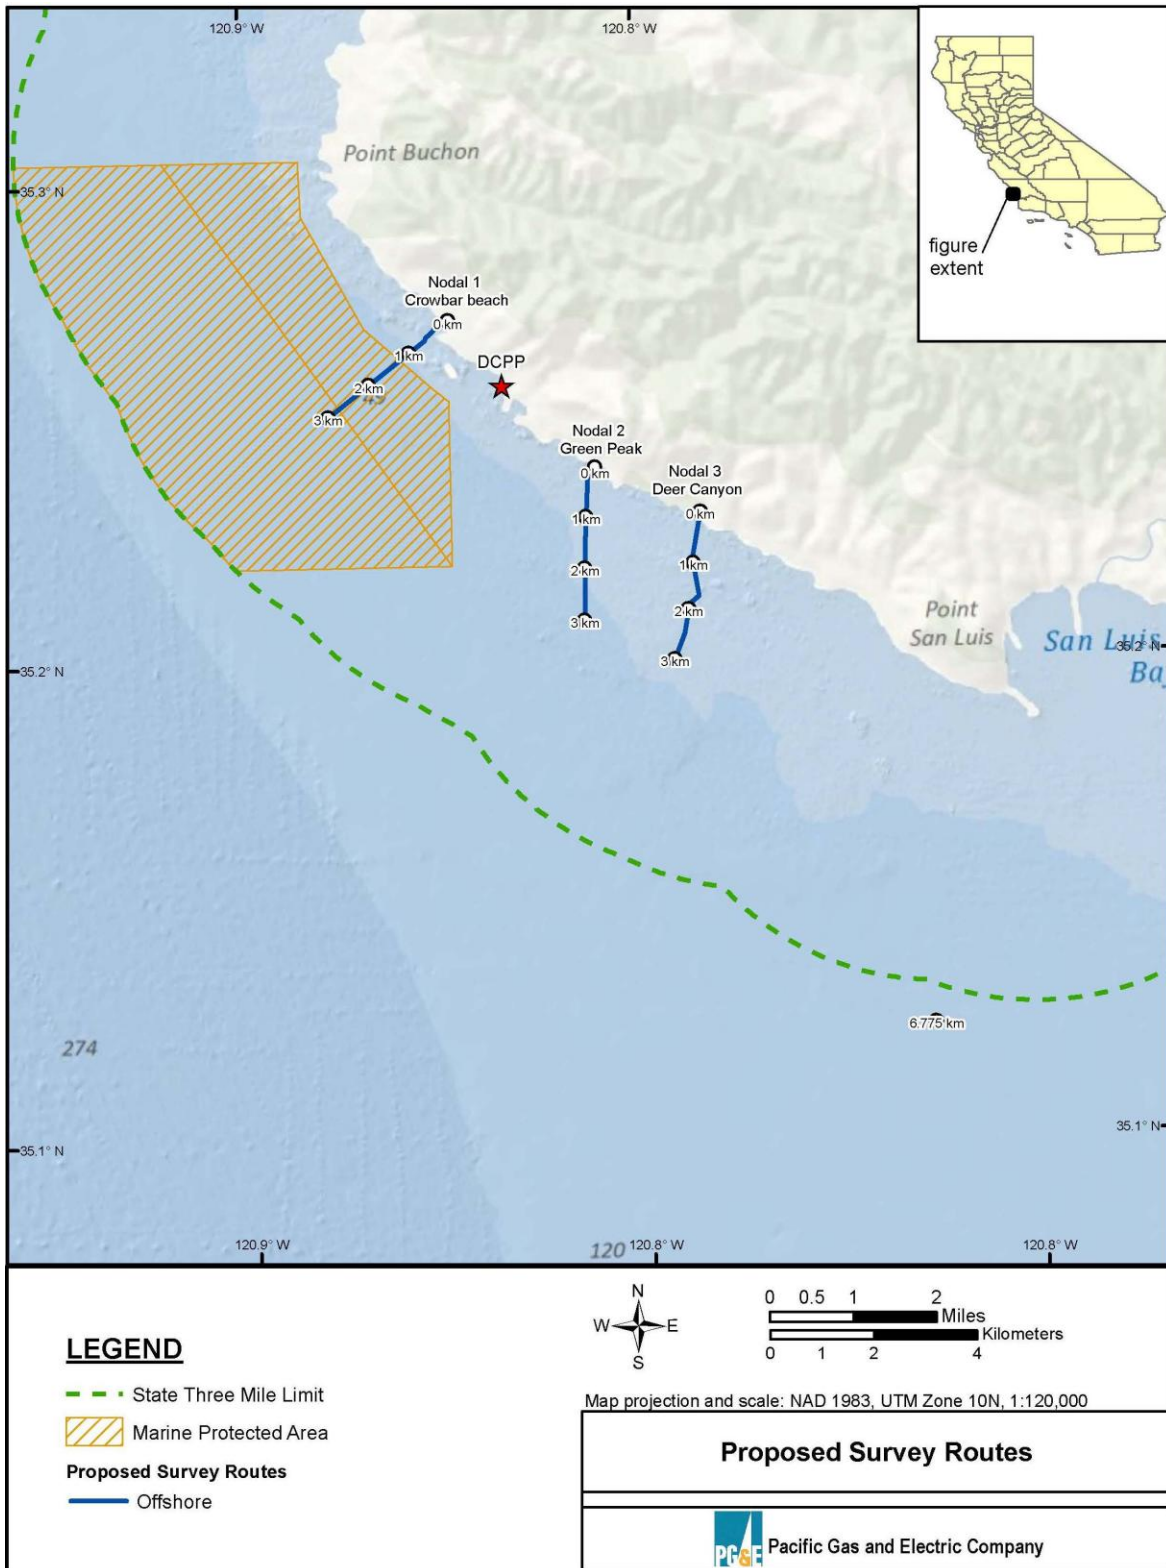 120.9° W
120.8° W
Point Buchon
35.3° N
figure
extent
Nodal 1
Crowbar beach
0 km
1 km
2 km
3 km
DCPP
Nodal 2
Green Peak
0 km
1 km
2 km
3 km
Nodal 3
Deer Canyon
0 km
1 km
2 km
3 km
Point
San Luis
San Luis
Ba
35.2° N
35.2° N
6.775 km
274
35.1° N
35.1° N
120.9° W
120
120.8° W
120.8° W
LEGEND
State Three Mile Limit
Marine Protected Area
Proposed Survey Routes
Offshore
N
W E
S
0 0.5 1 2
Miles
Kilometers
0 1 2 4
Map projection and scale: NAD 1983, UTM Zone 10N, 1:120,000
Proposed Survey Routes
PG&E Pacific Gas and Electric Company